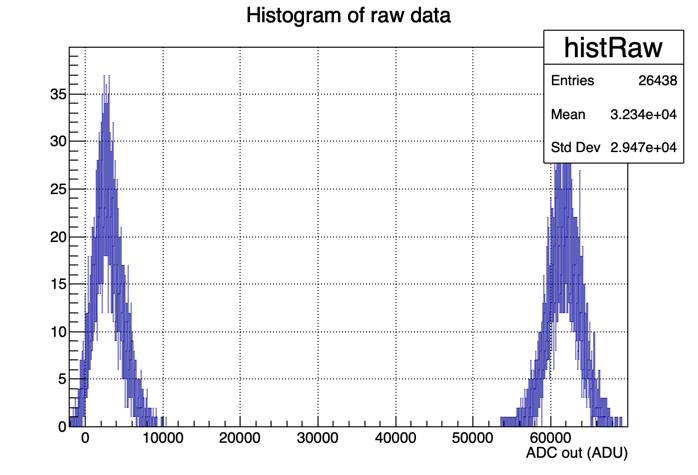 Histogram of raw data
histRaw
Entries 26438
Mean 3.234e+04
Std Dev 2.947e+04
35
30
25
20
15
10
5
0
0 10000 20000 30000 40000 50000 60000
ADC out (ADU)